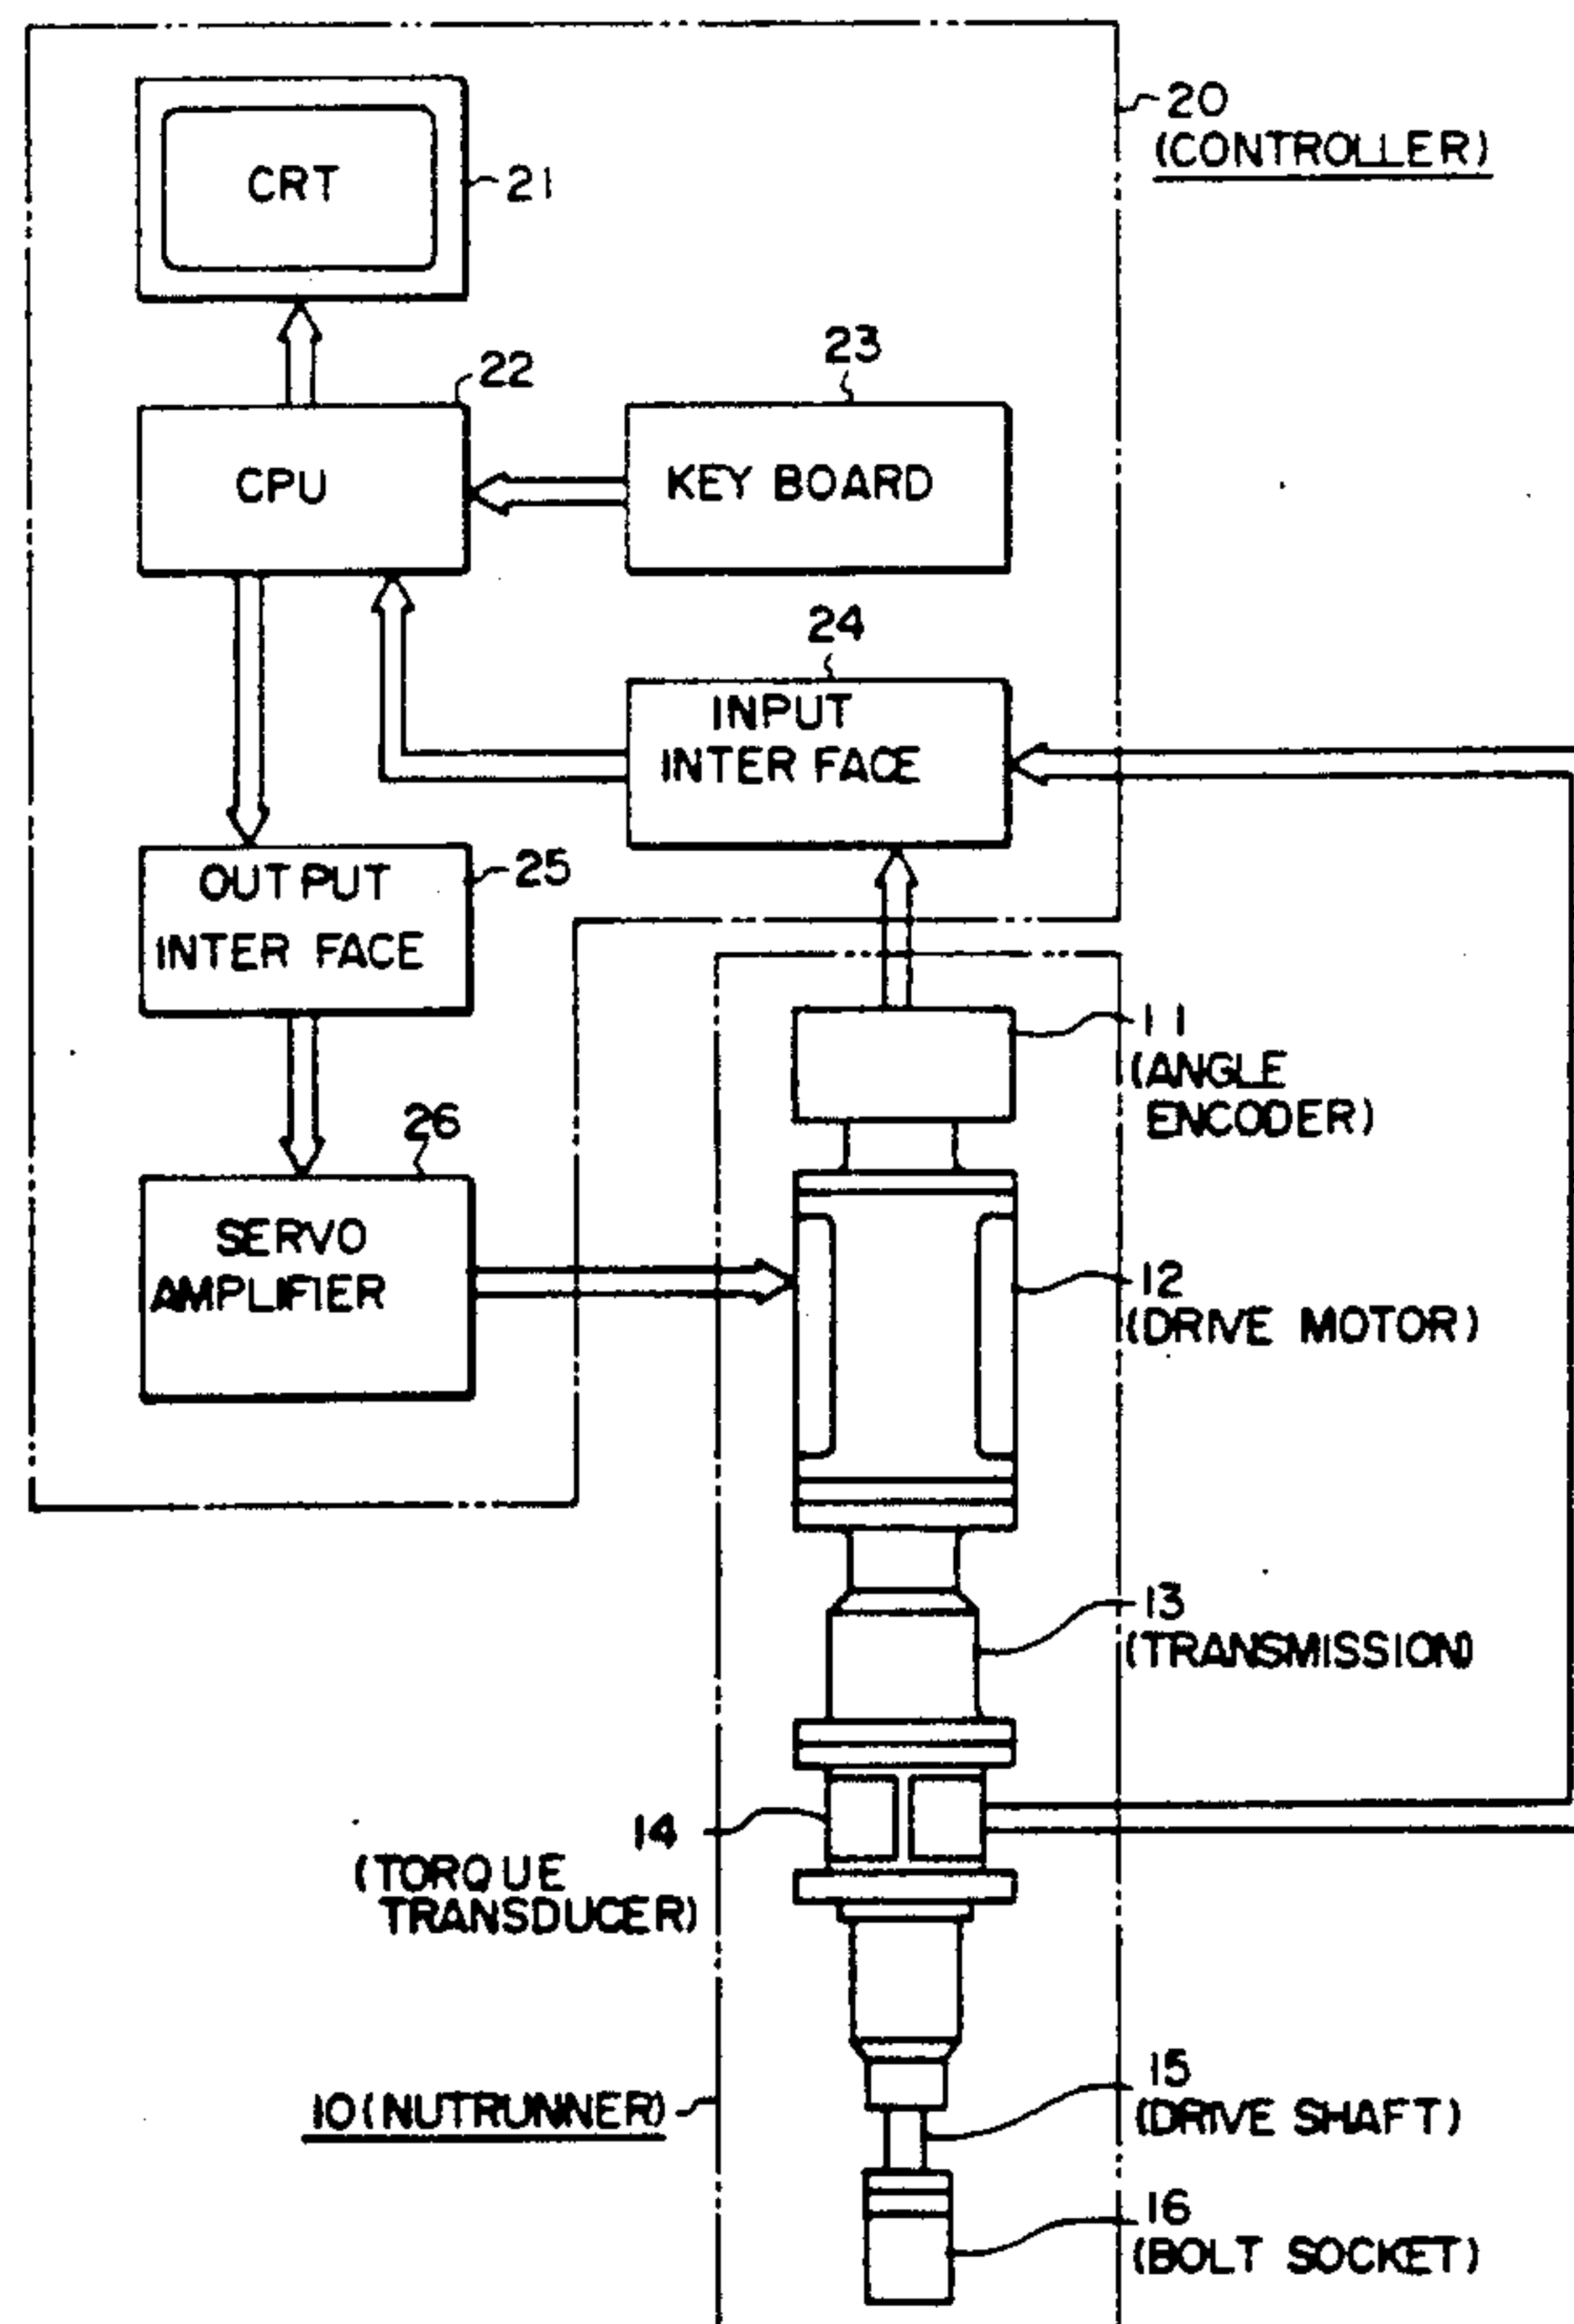 20
(CONTROLLER)
CRT
21
22
23
CPU
KEY BOARD
24
INPUT
INTER FACE
OUTPUT
INTER FACE
25
11
(ANGLE
ENCODER)
26
SERVO
AMPLIFIER
12
(DRIVE MOTOR)
13
(TRANSMISSION)
14
(TORQUE
TRANSDUCER)
10 (NUTRUNNER)
15
(DRIVE SHAFT)
16
(BOLT SOCKET)